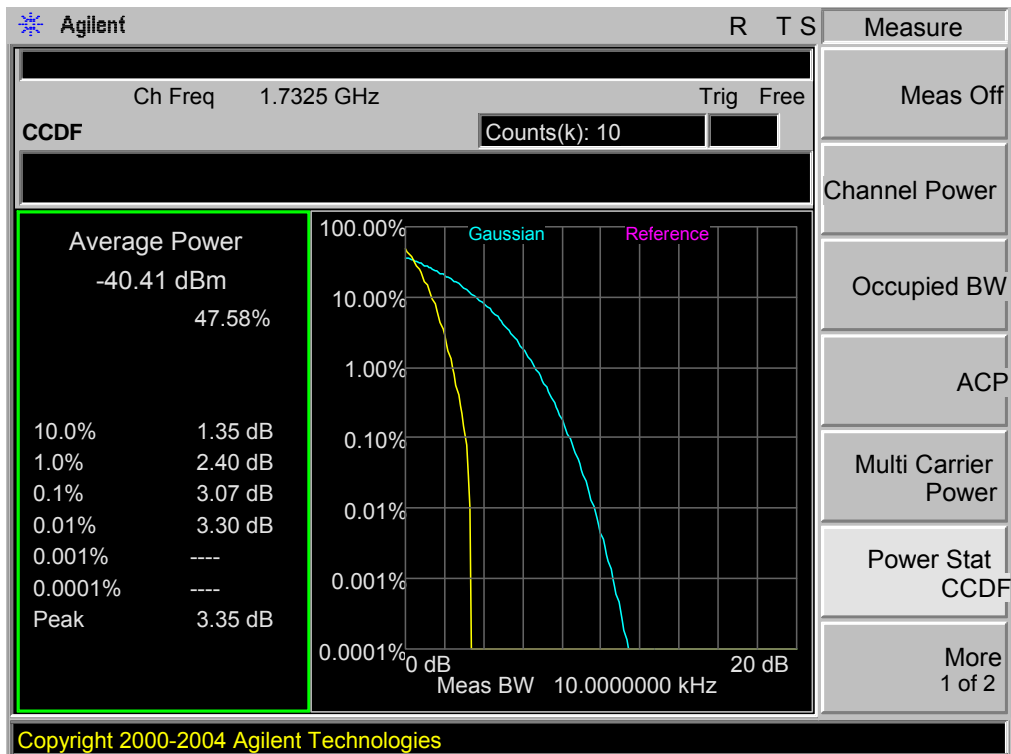 Agilent R T S Measure
Ch Freq 1.7325 GHz Trig Free
CCDF Counts(k): 10
Meas Off
Channel Power
Occupied BW
ACP
Multi Carrier
Power
Power Stat
CCDF
More
1 of 2
Average Power
-40.41 dBm
47.58%
10.0% 1.35 dB
1.0% 2.40 dB
0.1% 3.07 dB
0.01% 3.30 dB
0.001% ----
0.0001% ----
Peak 3.35 dB
Gaussian Reference
100.00%
10.00%
1.00%
0.10%
0.01%
0.001%
0.0001%
0 dB 20 dB
Meas BW 10.0000000 kHz
Copyright 2000-2004 Agilent Technologies